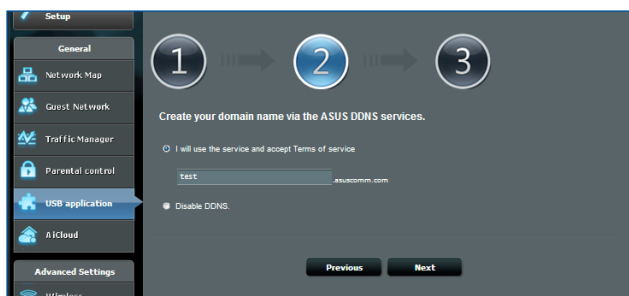 Setup
General
Network Map
Guest Network
Traffic Manager
Parental control
USB application
AiCloud
Advanced Settings
Wireless
1
2
3
Create your domain name via the ASUS DDNS services.
I will use the service and accept Terms of service
test .asuscomm.com
Disable DDNS.
Previous Next